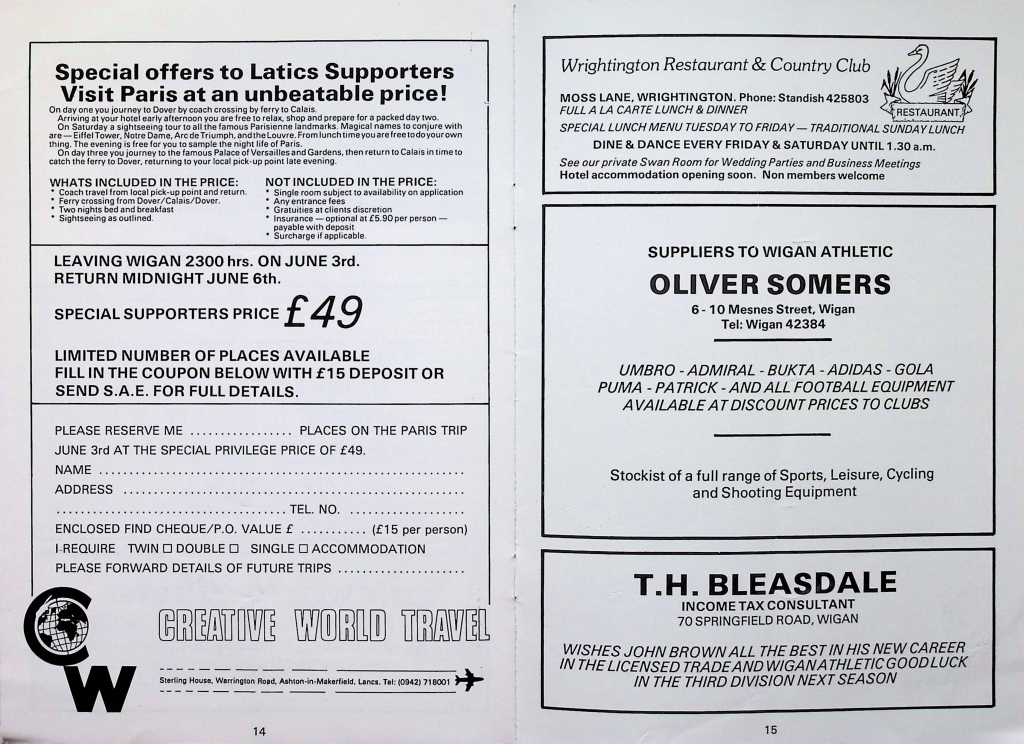 Special offers to Latics Supporters
Visit Paris at an unbeatable price!
On day one you journey to Dover by coach crossing by ferry to Calais.
Arriving at your hotel early afternoon you are free to relax, shop and prepare for a packed day two.
On Saturday a sightseeing tour to all the famous Parisienne landmarks. Magical names to conjure with
are — Eiffel Tower, Notre Dame, Arc de Triumph, and the Louvre. From lunch time you are free to do your own
thing. The evening is free for you to sample the night life of Paris.
On day three you journey to the famous Palace of Versailles and Gardens, then return to Calais in time to
catch the ferry to Dover, returning to your local pick-up point late evening.
WHATS INCLUDED IN THE PRICE:
* Coach travel from local pick-up point and return.
* Ferry crossing from Dover/Calais/Dover.
* Two nights bed and breakfast
* Sightseeing as outlined.
NOT INCLUDED IN THE PRICE:
* Single room subject to availability on application
* Any entrance fees
* Gratuities at clients discretion
* Insurance — optional at £5.90 per person —
payable with deposit
* Surcharge if applicable.
LEAVING WIGAN 2300 hrs. ON JUNE 3rd.
RETURN MIDNIGHT JUNE 6th.
SPECIAL SUPPORTERS PRICE £49
LIMITED NUMBER OF PLACES AVAILABLE
FILL IN THE COUPON BELOW WITH £15 DEPOSIT OR
SEND S.A.E. FOR FULL DETAILS.
PLEASE RESERVE ME ................ PLACES ON THE PARIS TRIP
JUNE 3rd AT THE SPECIAL PRIVILEGE PRICE OF £49.
NAME ..........................................................
ADDRESS ......................................................
.................................... TEL. NO. ..................
ENCLOSED FIND CHEQUE/P.O. VALUE £ ........... (£15 per person)
I-REQUIRE TWIN □ DOUBLE □ SINGLE □ ACCOMMODATION
PLEASE FORWARD DETAILS OF FUTURE TRIPS ....................
CW
CREATIVE WORLD TRAVEL
Sterling House, Warrington Road, Ashton-in-Makerfield, Lancs. Tel: (0942) 718001
14
Wrightington Restaurant & Country Club
RESTAURANT
MOSS LANE, WRIGHTINGTON. Phone: Standish 425803
FULL A LA CARTE LUNCH & DINNER
SPECIAL LUNCH MENU TUESDAY TO FRIDAY — TRADITIONAL SUNDAY LUNCH
DINE & DANCE EVERY FRIDAY & SATURDAY UNTIL 1.30 a.m.
See our private Swan Room for Wedding Parties and Business Meetings
Hotel accommodation opening soon. Non members welcome
SUPPLIERS TO WIGAN ATHLETIC
OLIVER SOMERS
6 - 10 Mesnes Street, Wigan
Tel: Wigan 42384
UMBRO - ADMIRAL - BUKTA - ADIDAS - GOLA
PUMA - PATRICK - AND ALL FOOTBALL EQUIPMENT
AVAILABLE AT DISCOUNT PRICES TO CLUBS
Stockist of a full range of Sports, Leisure, Cycling
and Shooting Equipment
T.H. BLEASDALE
INCOME TAX CONSULTANT
70 SPRINGFIELD ROAD, WIGAN
WISHES JOHN BROWN ALL THE BEST IN HIS NEW CAREER
IN THE LICENSED TRADE AND WIGAN ATHLETIC GOOD LUCK
IN THE THIRD DIVISION NEXT SEASON
15